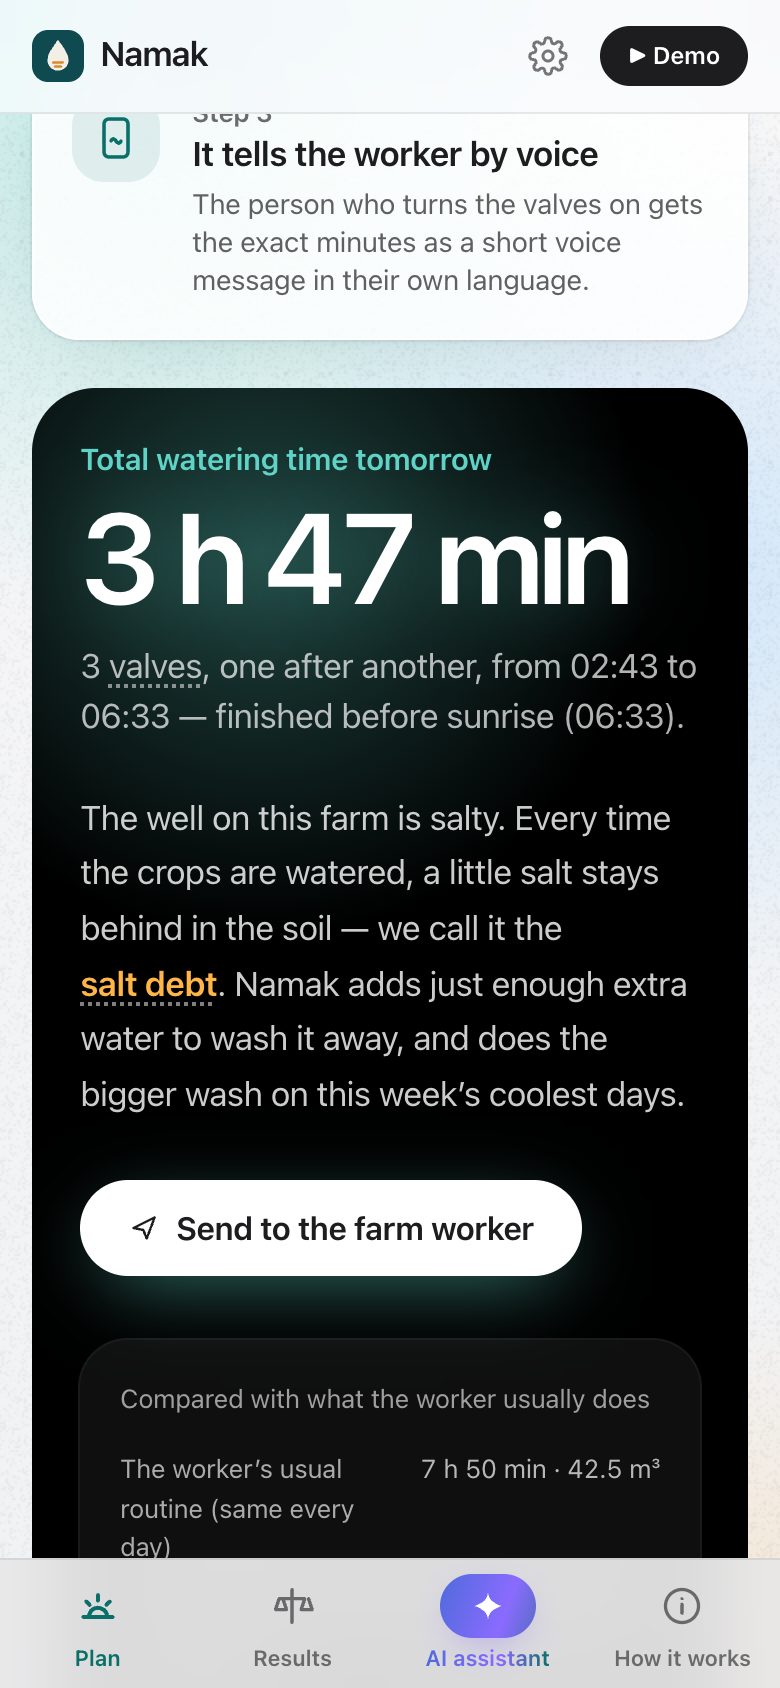 Namak
Demo
Step 3
It tells the worker by voice
The person who turns the valves on gets
the exact minutes as a short voice
message in their own language.
Total watering time tomorrow
3 h 47 min
3 valves, one after another, from 02:43 to
06:33 — finished before sunrise (06:33).
The well on this farm is salty. Every time
the crops are watered, a little salt stays
behind in the soil — we call it the
salt debt. Namak adds just enough extra
water to wash it away, and does the
bigger wash on this week’s coolest days.
Send to the farm worker
Compared with what the worker usually does
The worker’s usual 7 h 50 min · 42.5 m³
routine (same every
day)
Plan
Results
AI assistant
How it works